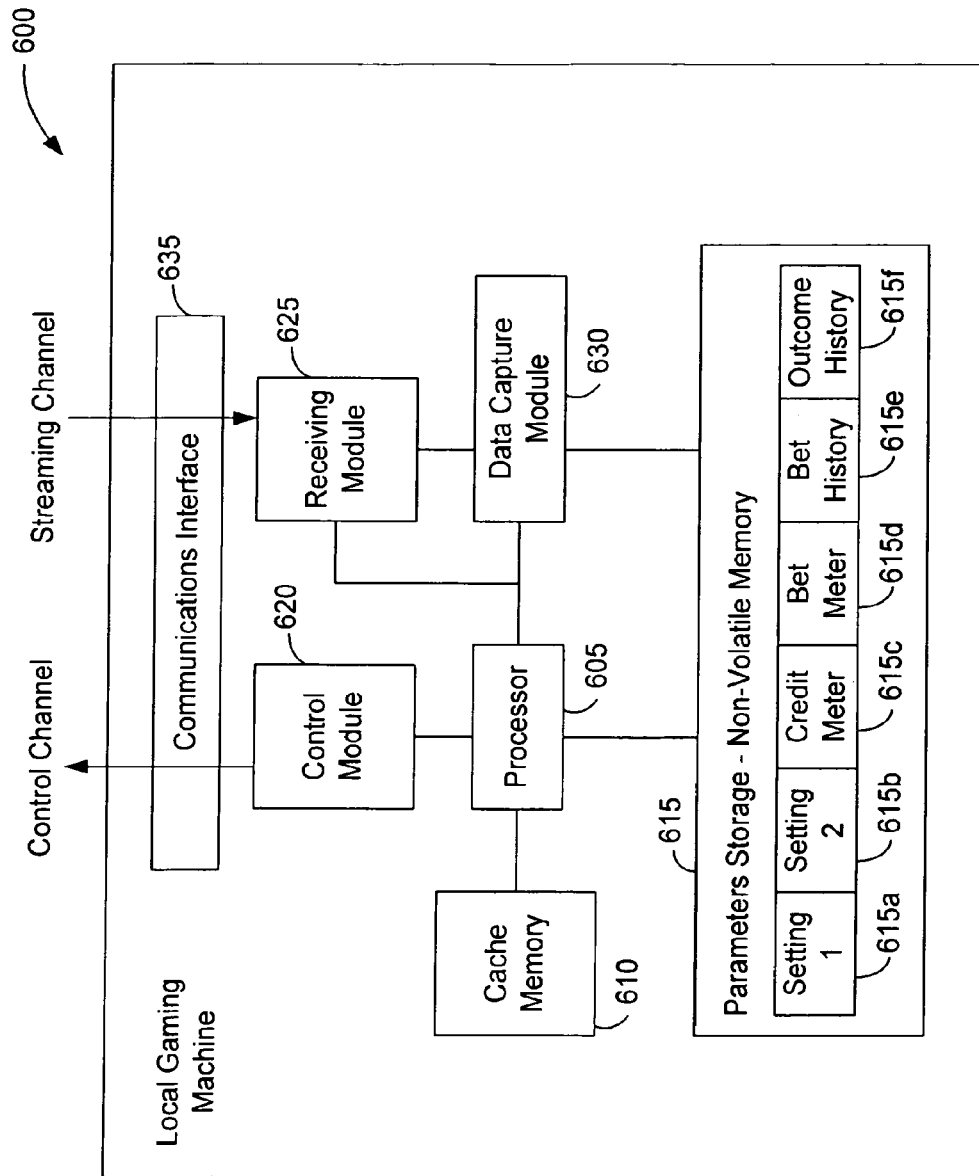 600
Control Channel
Streaming Channel
Local Gaming
Machine
Communications Interface
635
Control
Module
620
Receiving
Module
625
Cache
Memory
610
Processor
605
Data Capture
Module
630
615
Parameters Storage - Non-Volatile Memory
Setting
1
Setting
2
Credit
Meter
Bet
Meter
Bet
History
Outcome
History
615a
615b
615c
615d
615e
615f